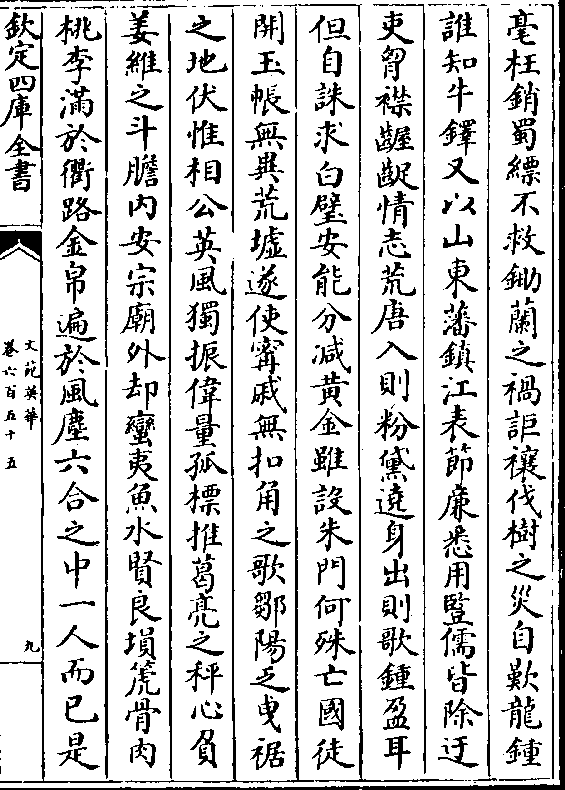 毫枉銷蜀縹不救鋤蘭之禍詎禳伐樹之災自歎龍鍾
誰知牛鐸又以山東藩鎮江表節廉悉用豎儒皆除迂
吏胷襟齷齪情志荒唐入則粉黛遶身出則歌鍾盈耳
但自誅求白璧安能分減黄金雖設朱門何殊亡國徒
開玉帳無異荒墟遂使甯戚無扣角之歌鄒陽乏曳裾
之地伏惟相公英風獨振偉量孤標推葛亮之秤心負
姜維之斗膽内安宗廟外却蠻夷魚水賢良塤箎骨肉
桃李滿於衢路金帛遍於風塵六合之中一人而已是
欽定四庫全書
文苑英華
卷六百五十五
九